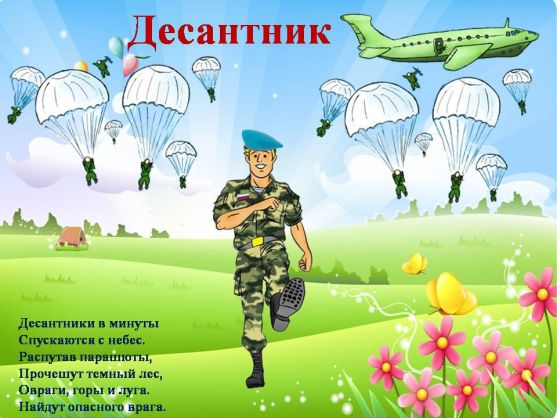 Десантник
Десантники в минуты
Спускаются с небес.
Распутав парашюты,
Прочешут темный лес,
Овраги, горы и луга.
Найдут опасного врага.